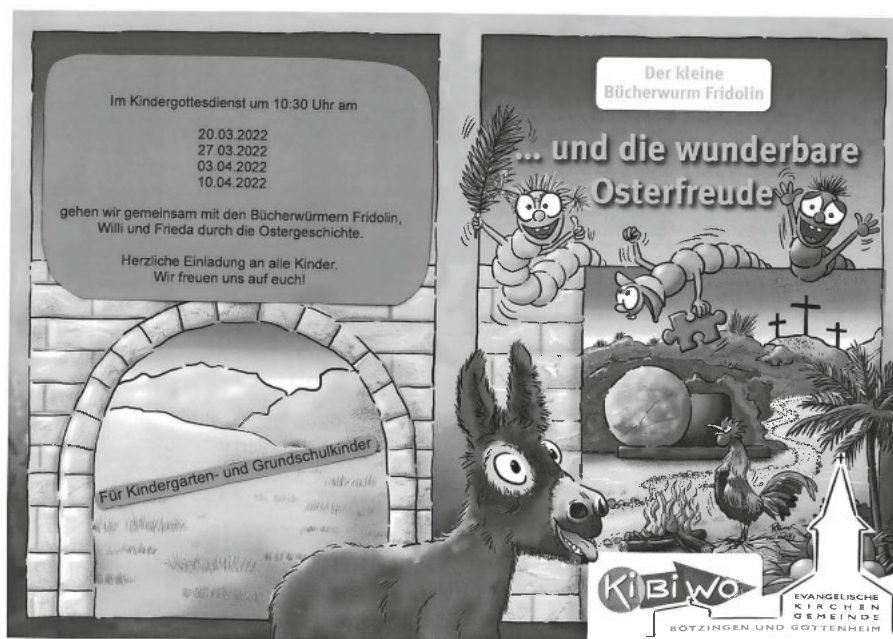 Im Kindergottesdienst um 10:30 Uhr am
20.03.2022
27.03.2022
03.04.2022
10.04.2022
gehen wir gemeinsam mit den Bücherwürmern Fridolin,
Willi und Frieda durch die Ostergeschichte.
Herzliche Einladung an alle Kinder.
Wir freuen uns auf euch!
Für Kindergarten- und Grundschulkinder
Der kleine
Bücherwurm Fridolin
... und die wunderbare
Osterfreude
KiBiWo
EVANGELISCHE
KIRCHEN
GEMEINDE
BÖTZINGEN UND GOTTENHEIM